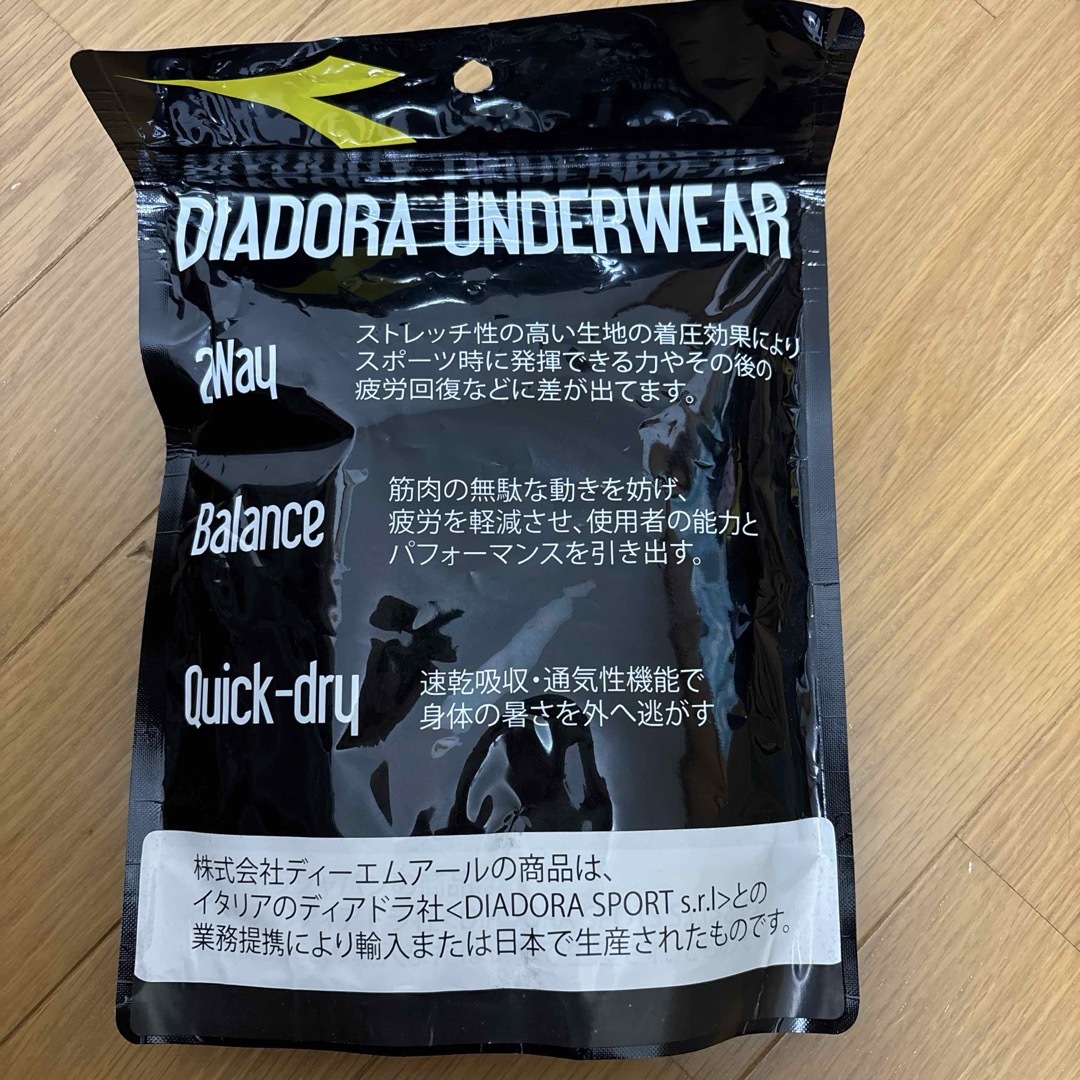 DIADORA UNDERWEAR
2Way
ストレッチ性の高い生地の着圧効果により
スポーツ時に発揮できる力やその後の
疲労回復などに差が出てます。
Balance
筋肉の無駄な動きを妨げ、
疲労を軽減させ、使用者の能力と
パフォーマンスを引き出す。
Quick-dry
速乾吸収・通気性機能で
身体の暑さを外へ逃がす
株式会社ディーエムアールの商品は、
イタリアのディアドラ社<DIADORA SPORT s.r.l>との
業務提携により輸入または日本で生産されたものです。